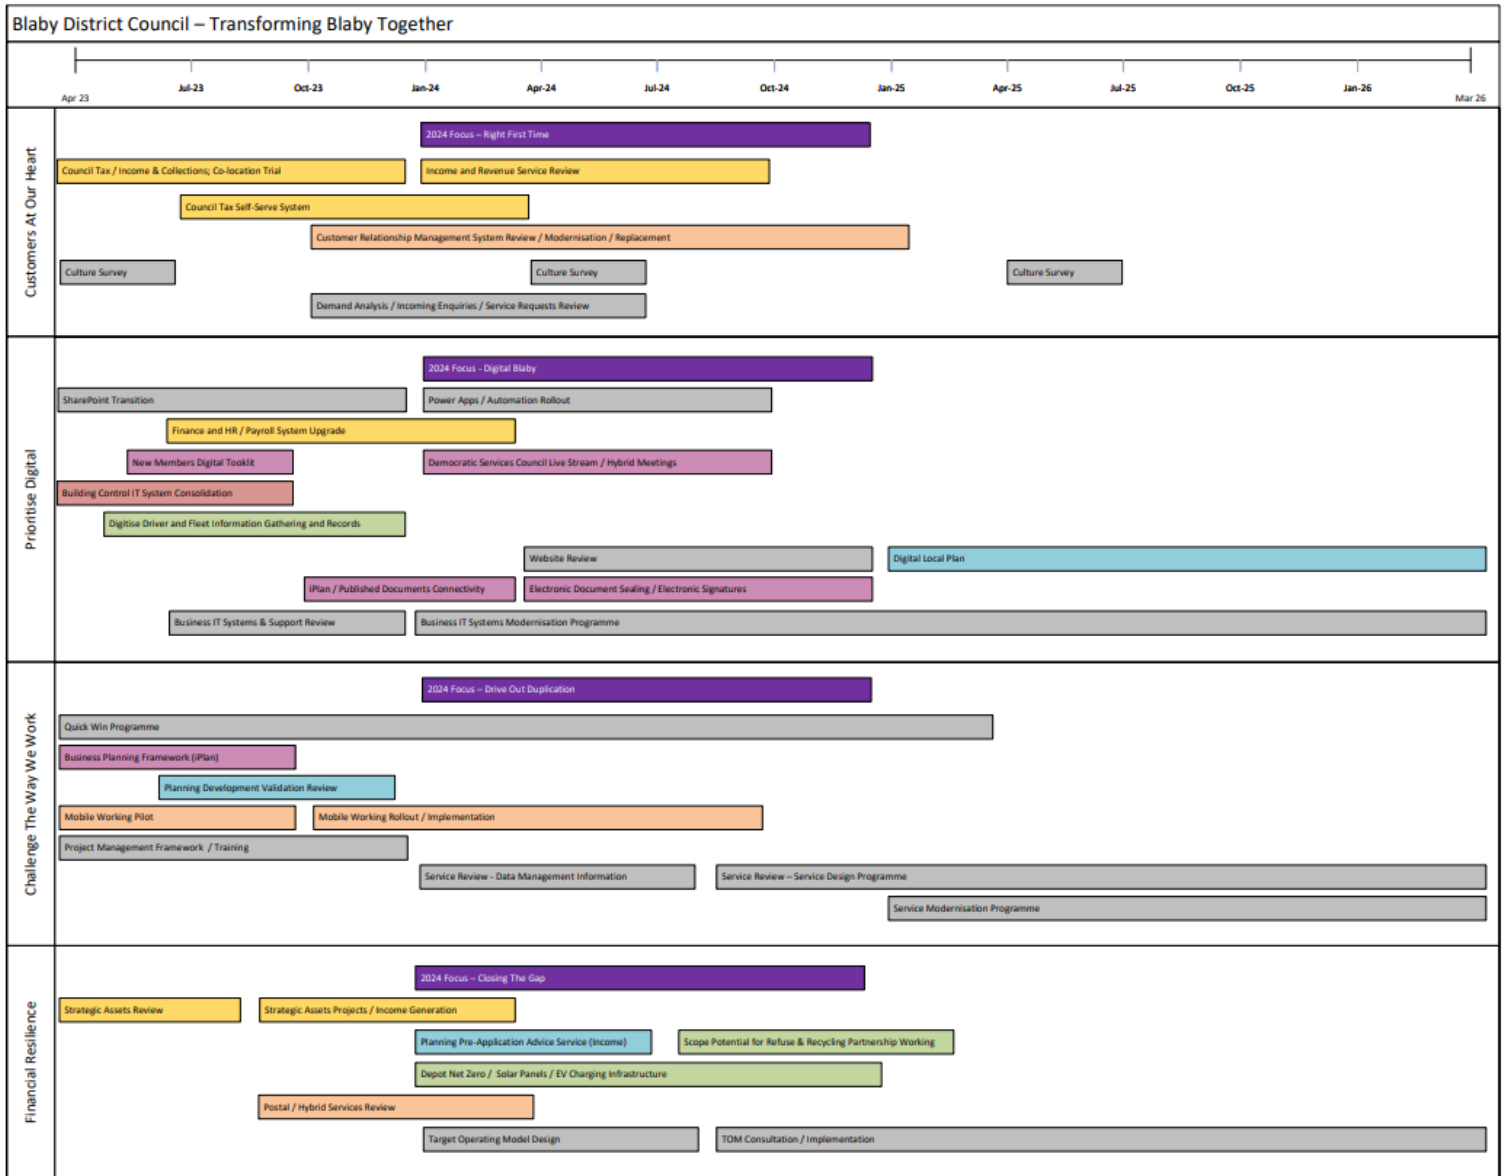 Blaby District Council – Transforming Blaby Together
Apr 23
Jul-23
Oct-23
Jan-24
Apr-24
Jul-24
Oct-24
Jan-25
Apr-25
Jul-25
Oct-25
Jan-26
Mar 26
Customers At Our Heart
2024 Focus – Right First Time
Council Tax / Income & Collections; Co-location Trial
Income and Revenue Service Review
Council Tax Self-Serve System
Customer Relationship Management System Review / Modernisation / Replacement
Culture Survey
Culture Survey
Culture Survey
Demand Analysis / Incoming Enquiries / Service Requests Review
Prioritise Digital
2024 Focus - Digital Blaby
SharePoint Transition
Power Apps / Automation Rollout
Finance and HR / Payroll System Upgrade
New Members Digital Tooklit
Democratic Services Council Live Stream / Hybrid Meetings
Building Control IT System Consolidation
Digitise Driver and Fleet Information Gathering and Records
Website Review
Digital Local Plan
iPlan / Published Documents Connectivity
Electronic Document Sealing / Electronic Signatures
Business IT Systems & Support Review
Business IT Systems Modernisation Programme
Challenge The Way We Work
2024 Focus – Drive Out Duplication
Quick Win Programme
Business Planning Framework (iPlan)
Planning Development Validation Review
Mobile Working Pilot
Mobile Working Rollout / Implementation
Project Management Framework / Training
Service Review - Data Management Information
Service Review – Service Design Programme
Service Modernisation Programme
Financial Resilience
2024 Focus – Closing The Gap
Strategic Assets Review
Strategic Assets Projects / Income Generation
Planning Pre-Application Advice Service (Income)
Scope Potential for Refuse & Recycling Partnership Working
Depot Net Zero / Solar Panels / EV Charging Infrastructure
Postal / Hybrid Services Review
Target Operating Model Design
TOM Consultation / Implementation